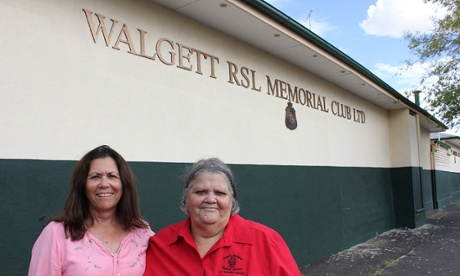 WALGETT RSL MEMORIAL CLUB LTD